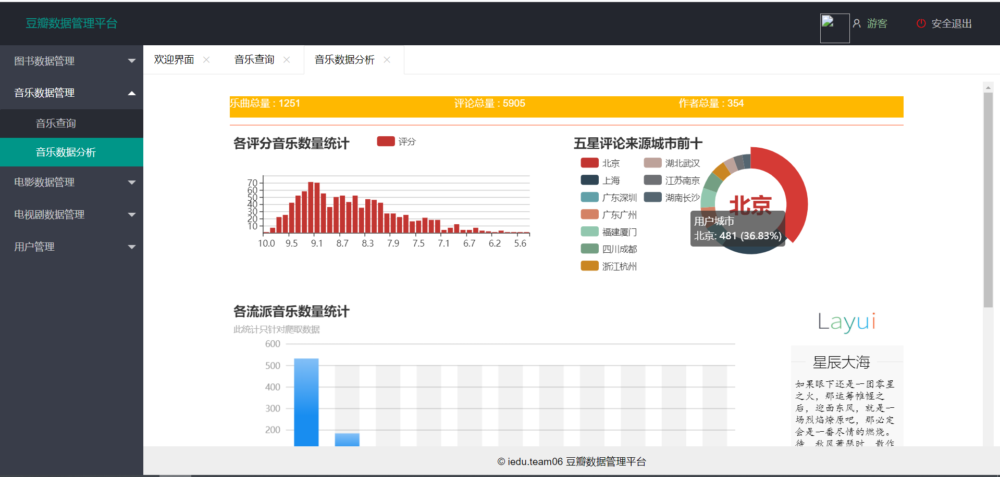 豆瓣数据管理平台
游客
安全退出
图书数据管理
音乐数据管理
音乐查询
音乐数据分析
电影数据管理
电视剧数据管理
用户管理
欢迎界面
音乐查询
音乐数据分析
乐曲总量 : 1251
评论总量 : 5905
作者总量 : 354
各评分音乐数量统计
评分
70
60
50
40
30
20
10
10.0 9.5 9.1 8.7 8.3 7.9 7.5 7.1 6.7 6.2 5.6
五星评论来源城市前十
北京
上海
广东深圳
广东广州
福建厦门
四川成都
浙江杭州
湖北武汉
江苏南京
湖南长沙
北京
用户城市
北京: 481 (36.83%)
各流派音乐数量统计
此统计只针对爬取数据
600
500
400
300
200
Layui
星辰大海
如果眼下还是一团零星
之火，那运筹帷幄之
后，迎面东风，就是一
场烈焰燎原吧，那必定
会是一番尽情的燃烧。
待，秋风萧瑟时，散作
© iedu.team06 豆瓣数据管理平台